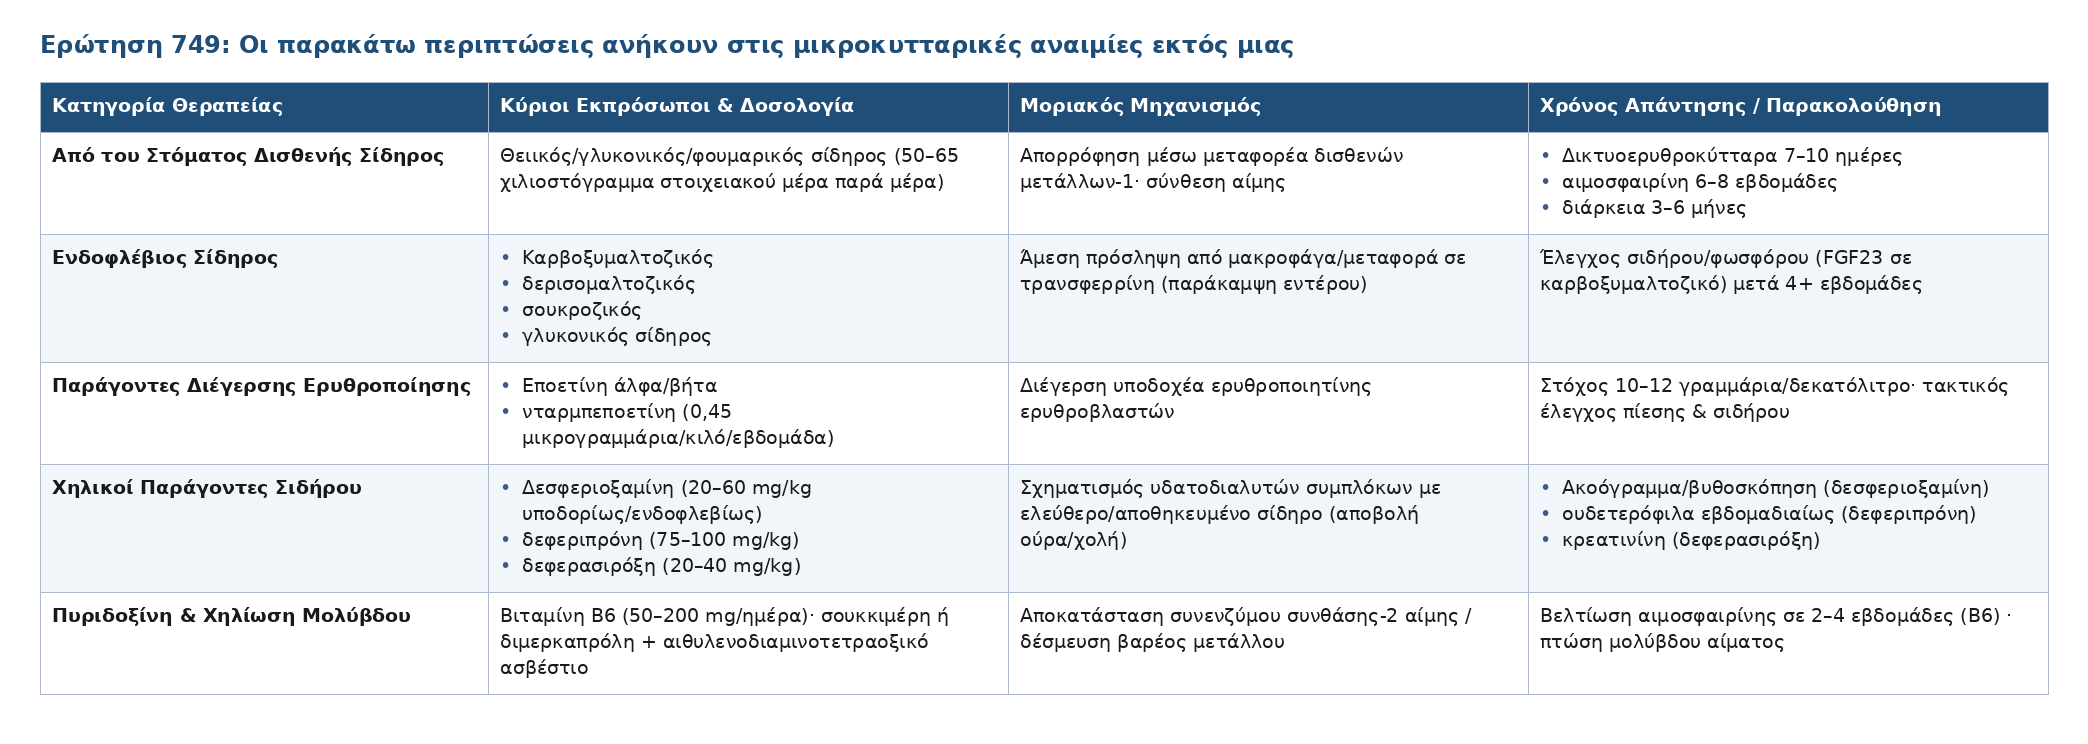 Ερώτηση 749: Οι παρακάτω περιπτώσεις ανήκουν στις μικροκυτταρικές αναιμίες εκτός μιας
Κατηγορία Θεραπείας
Κύριοι Εκπρόσωποι & Δοσολογία
Μοριακός Μηχανισμός
Χρόνος Απάντησης / Παρακολούθηση
Από του Στόματος Δισθενής Σίδηρος
Θειικός/γλυκονικός/φουμαρικός σίδηρος (50–65
χιλιοστόγραμμα στοιχειακού μέρα παρά μέρα)
Απορρόφηση μέσω μεταφορέα δισθενών
μετάλλων-1· σύνθεση αίμης
• Δικτυοερυθροκύτταρα 7–10 ημέρες
• αιμοσφαιρίνη 6–8 εβδομάδες
• διάρκεια 3–6 μήνες
Ενδοφλέβιος Σίδηρος
• Καρβοξυμαλτοζικός
• δερισομαλτοζικός
• σουκροζικός
• γλυκονικός σίδηρος
Άμεση πρόσληψη από μακροφάγα/μεταφορά σε
τρανσφερρίνη (παράκαμψη εντέρου)
Έλεγχος σιδήρου/φωσφόρου (FGF23 σε
καρβοξυμαλτοζικό) μετά 4+ εβδομάδες
Παράγοντες Διέγερσης Ερυθροποίησης
• Εποετίνη άλφα/βήτα
• νταρμπεποετίνη (0,45
μικρογραμμάρια/κιλό/εβδομάδα)
Διέγερση υποδοχέα ερυθροποιητίνης
ερυθροβλαστών
Στόχος 10–12 γραμμάρια/δεκατόλιτρο· τακτικός
έλεγχος πίεσης & σιδήρου
Χηλικοί Παράγοντες Σιδήρου
• Δεσφεριοξαμίνη (20–60 mg/kg
υποδορίως/ενδοφλεβίως)
• δεφεριπρόνη (75–100 mg/kg)
• δεφερασιρόξη (20–40 mg/kg)
Σχηματισμός υδατοδιαλυτών συμπλόκων με
ελεύθερο/αποθηκευμένο σίδηρο (αποβολή
ούρα/χολή)
• Ακοόγραμμα/βυθοσκόπηση (δεσφεριοξαμίνη)
• ουδετερόφιλα εβδομαδιαίως (δεφεριπρόνη)
• κρεατινίνη (δεφερασιρόξη)
Πυριδοξίνη & Χηλίωση Μολύβδου
Βιταμίνη Β6 (50–200 mg/ημέρα)· σουκκιμέρη ή
διμερκαπρόλη + αιθυλενοδιαμινοτετραοξικό
ασβέστιο
Αποκατάσταση συνενζύμου συνθάσης-2 αίμης /
δέσμευση βαρέος μετάλλου
Βελτίωση αιμοσφαιρίνης σε 2–4 εβδομάδες (Β6) ·
πτώση μολύβδου αίματος